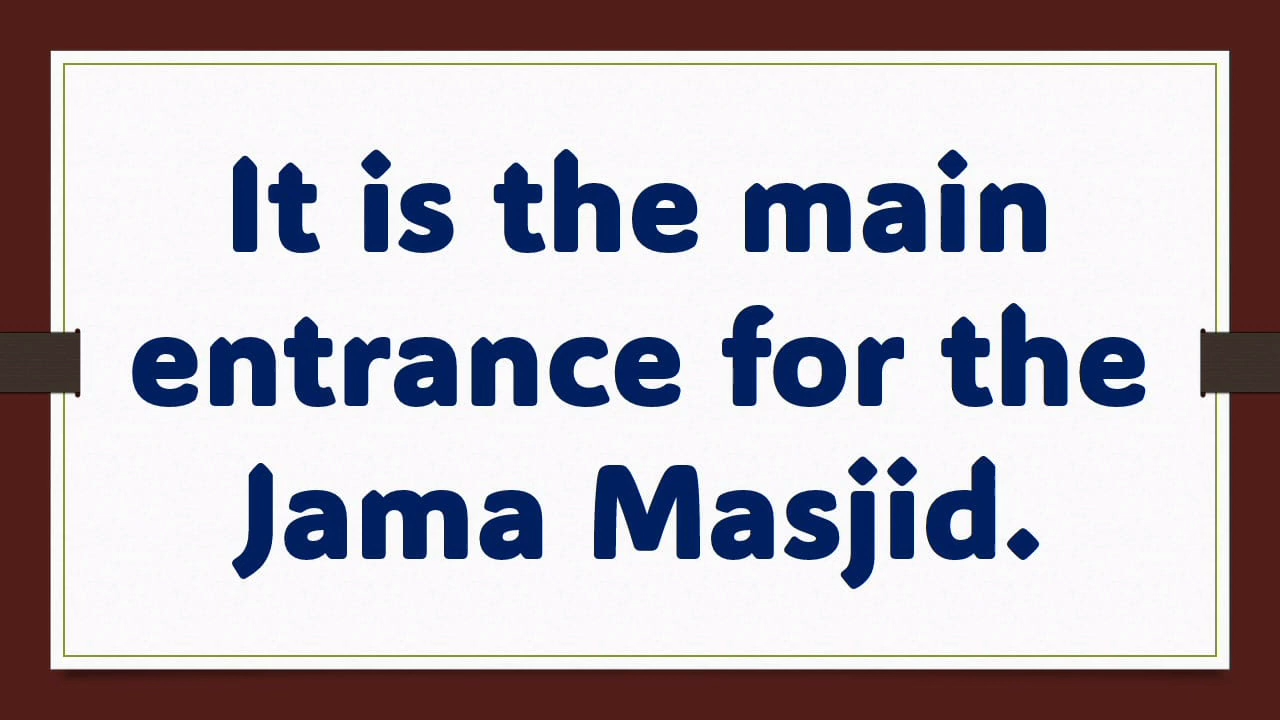 It is the main
entrance for the
Jama Masjid.